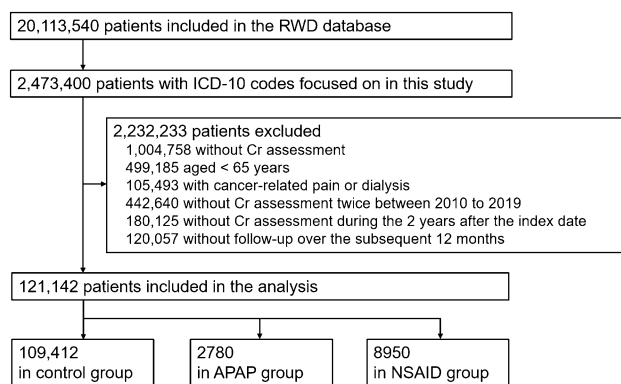 20,113,540 patients included in the RWD database
2,473,400 patients with ICD-10 codes focused on in this study
2,232,233 patients excluded
1,004,758 without Cr assessment
499,185 aged < 65 years
105,493 with cancer-related pain or dialysis
442,640 without Cr assessment twice between 2010 to 2019
180,125 without Cr assessment during the 2 years after the index date
120,057 without follow-up over the subsequent 12 months
121,142 patients included in the analysis
109,412
in control group
2780
in APAP group
8950
in NSAID group